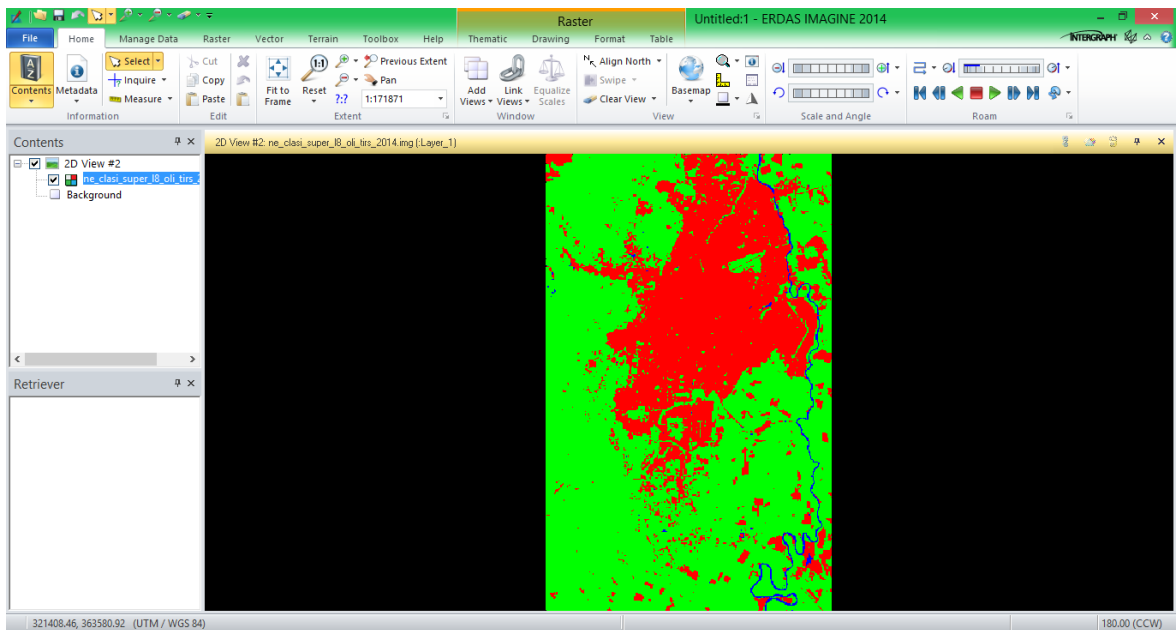 Raster
Untitled:1 - ERDAS IMAGINE 2014
File Home Manage Data Raster Vector Terrain Toolbox Help Thematic Drawing Format Table
INTERGRAPH
Contents
Metadata
Select
Inquire
Measure
Information
Cut
Copy
Paste
Edit
Fit to Frame
Reset
1:1
?:?
Previous Extent
Pan
1:171871
Extent
Add Views
Link Views
Equalize Scales
Window
Align North
Swipe
Clear View
Basemap
View
Scale and Angle
Roam
Contents
2D View #2: ne_clasi_super_l8_oli_tirs_2014.img (:Layer_1)
2D View #2
ne_clasi_super_l8_oli_tirs_2
Background
Retriever
321408.46, 363580.92 (UTM / WGS 84)
180.00 (CCW)